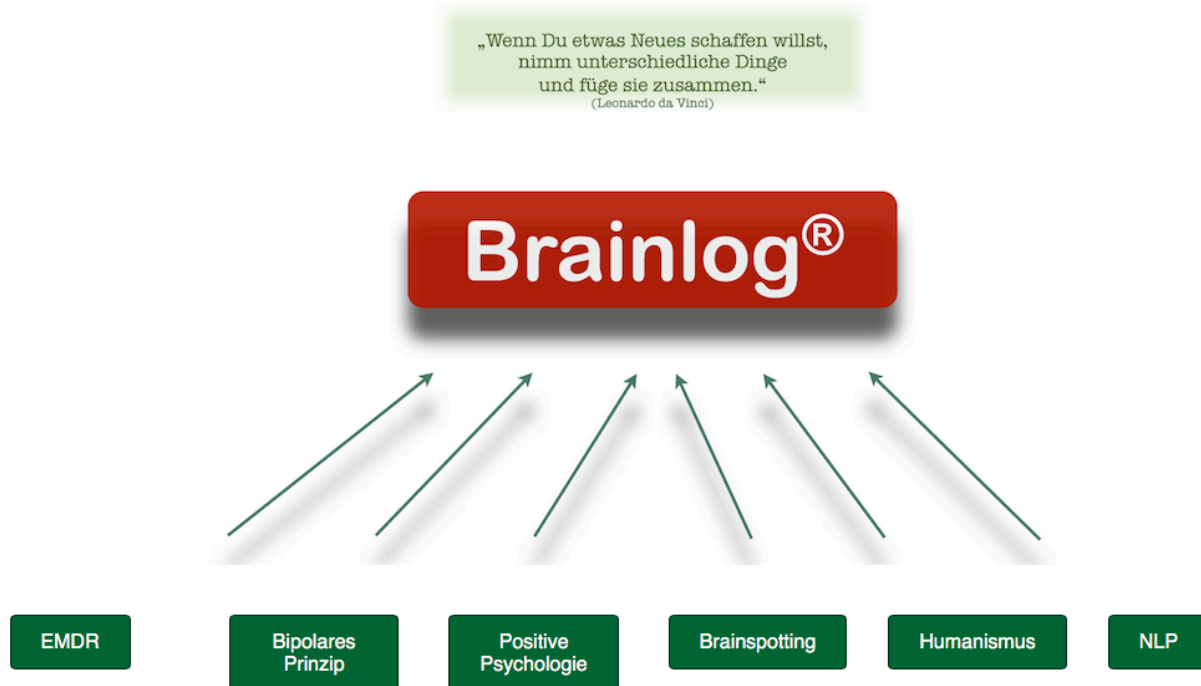 „Wenn Du etwas Neues schaffen willst,
nimm unterschiedliche Dinge
und füge sie zusammen.“
(Leonardo da Vinci)
Brainlog®
EMDR
Bipolares
Prinzip
Positive
Psychologie
Brainspotting
Humanismus
NLP